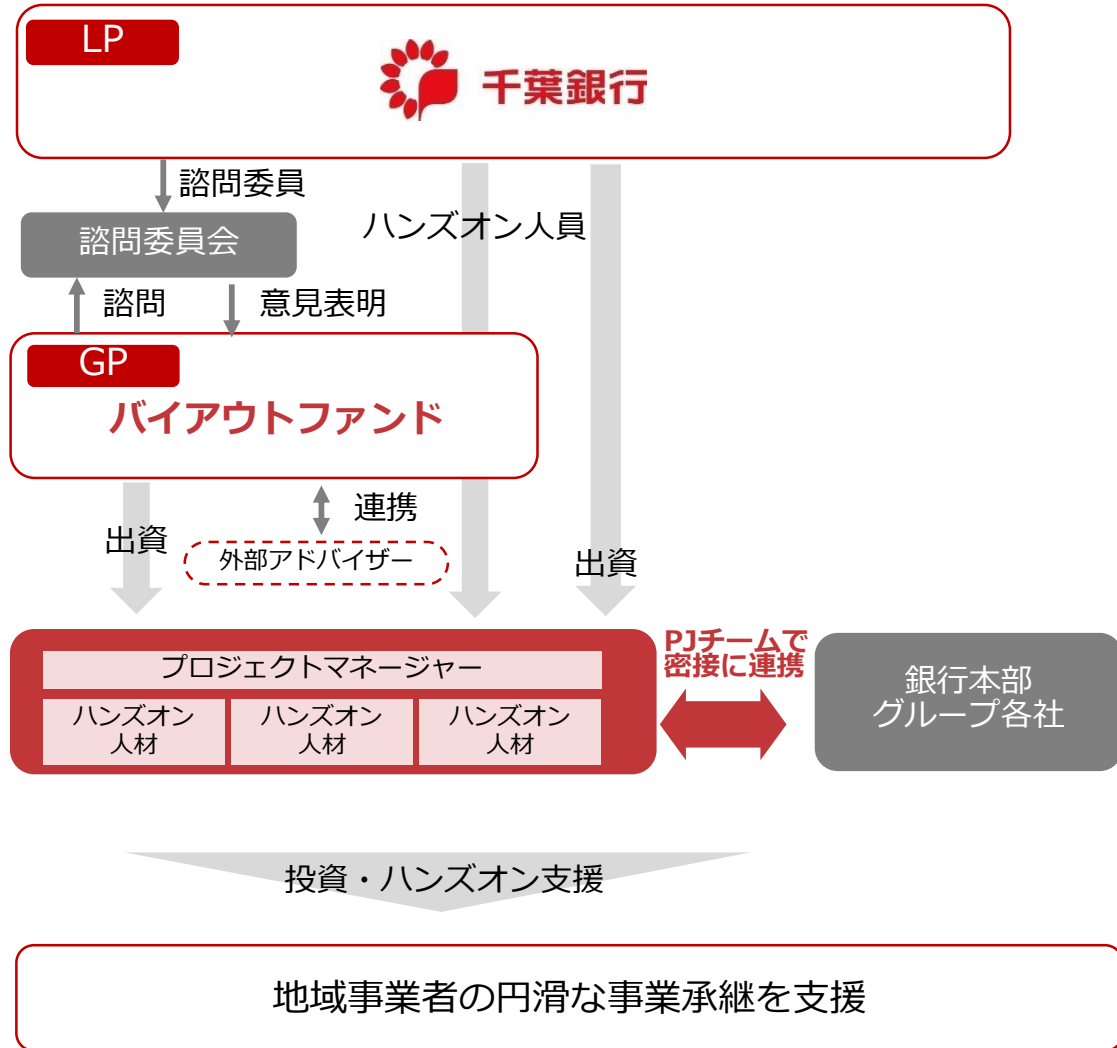 LP
千葉銀行
諮問委員
諮問委員会
ハンズオン人員
諮問
意見表明
GP
バイアウトファンド
連携
出資
外部アドバイザー
出資
プロジェクトマネージャー
ハンズオン
人材
ハンズオン
人材
ハンズオン
人材
PJチームで
密接に連携
銀行本部
グループ各社
投資・ハンズオン支援
地域事業者の円滑な事業承継を支援